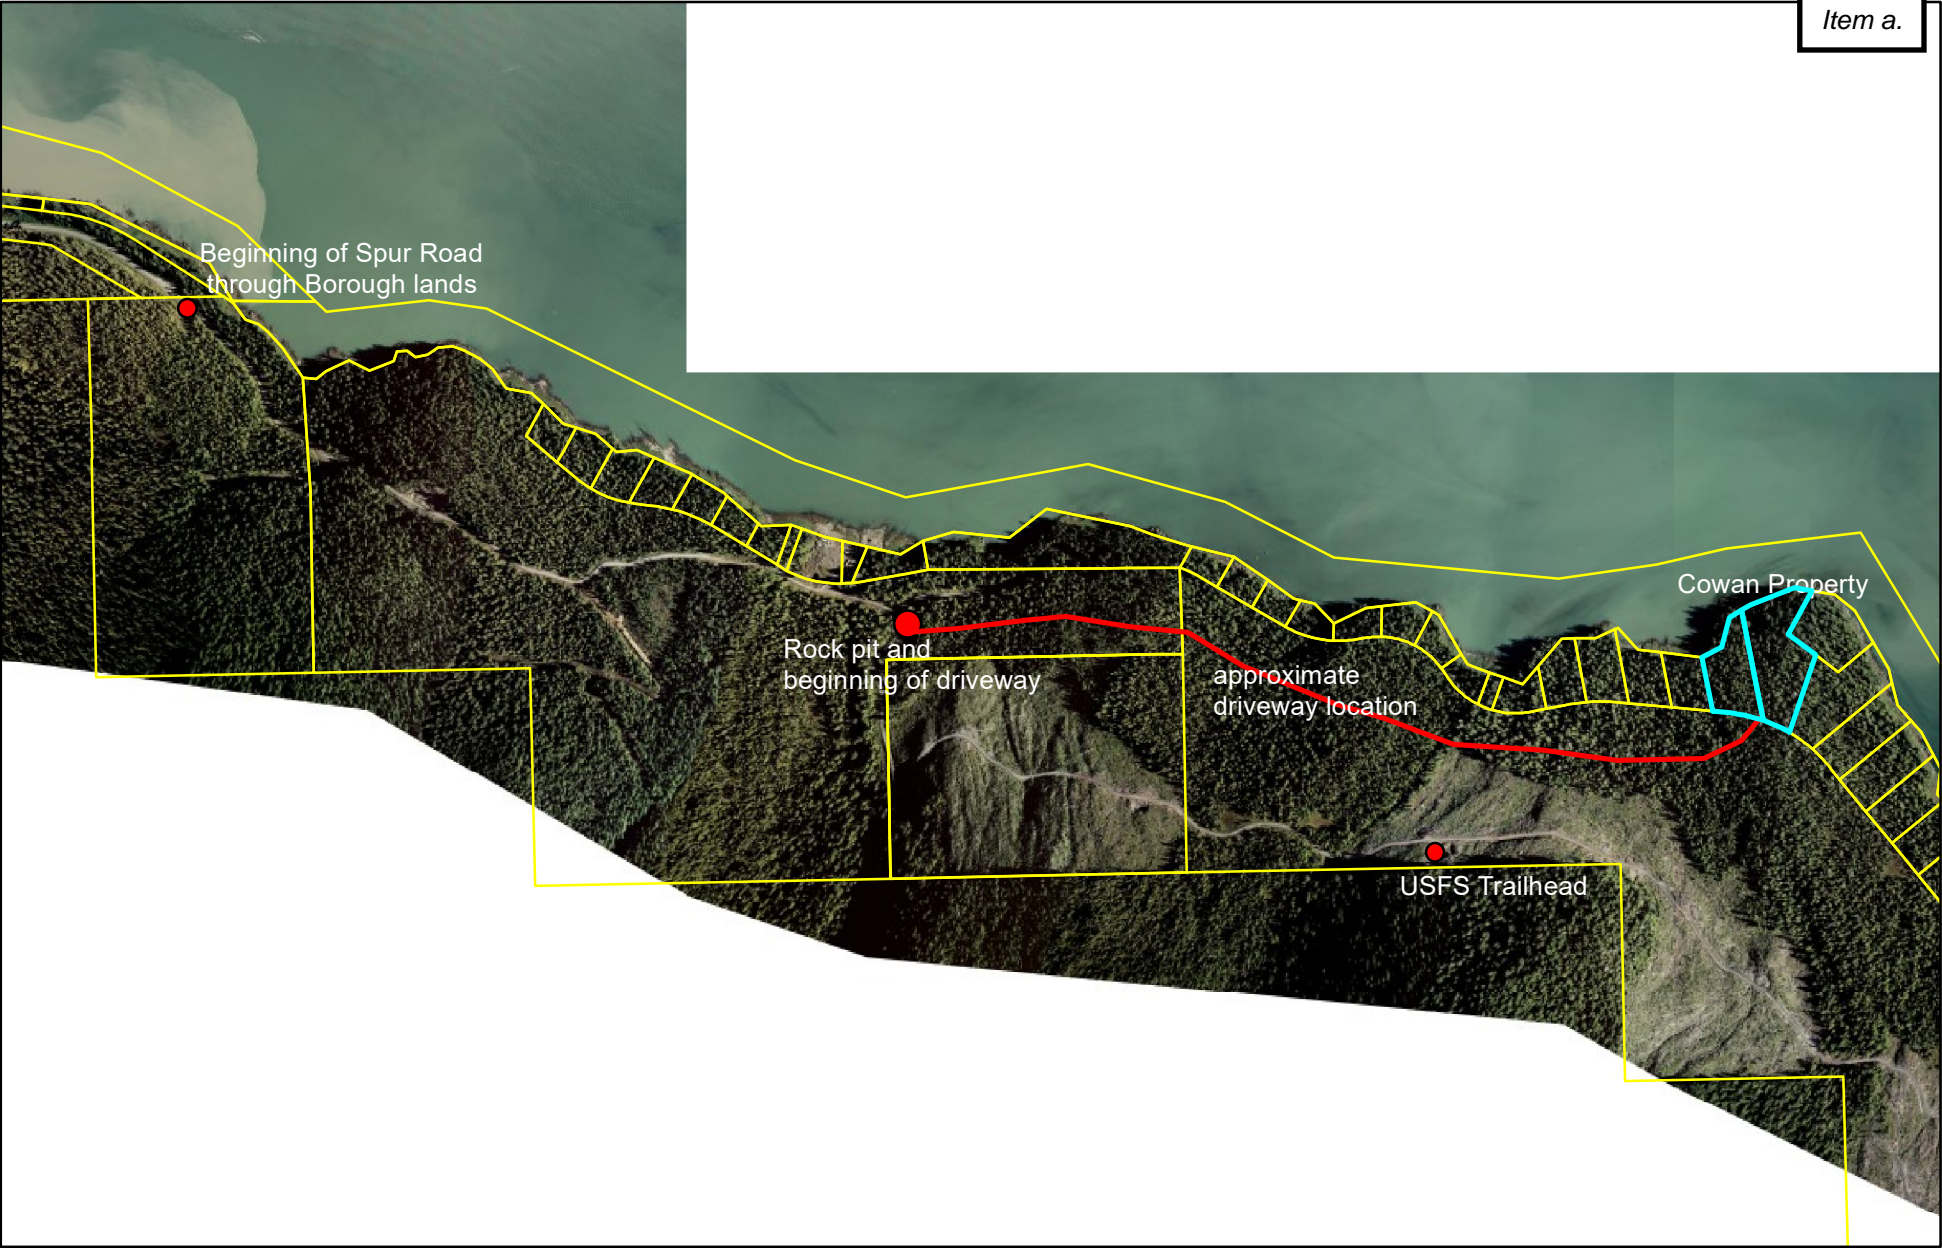 Item a.
Beginning of Spur Road
through Borough lands
Cowan Property
Rock pit and
beginning of driveway
approximate
driveway location
USFS Trailhead